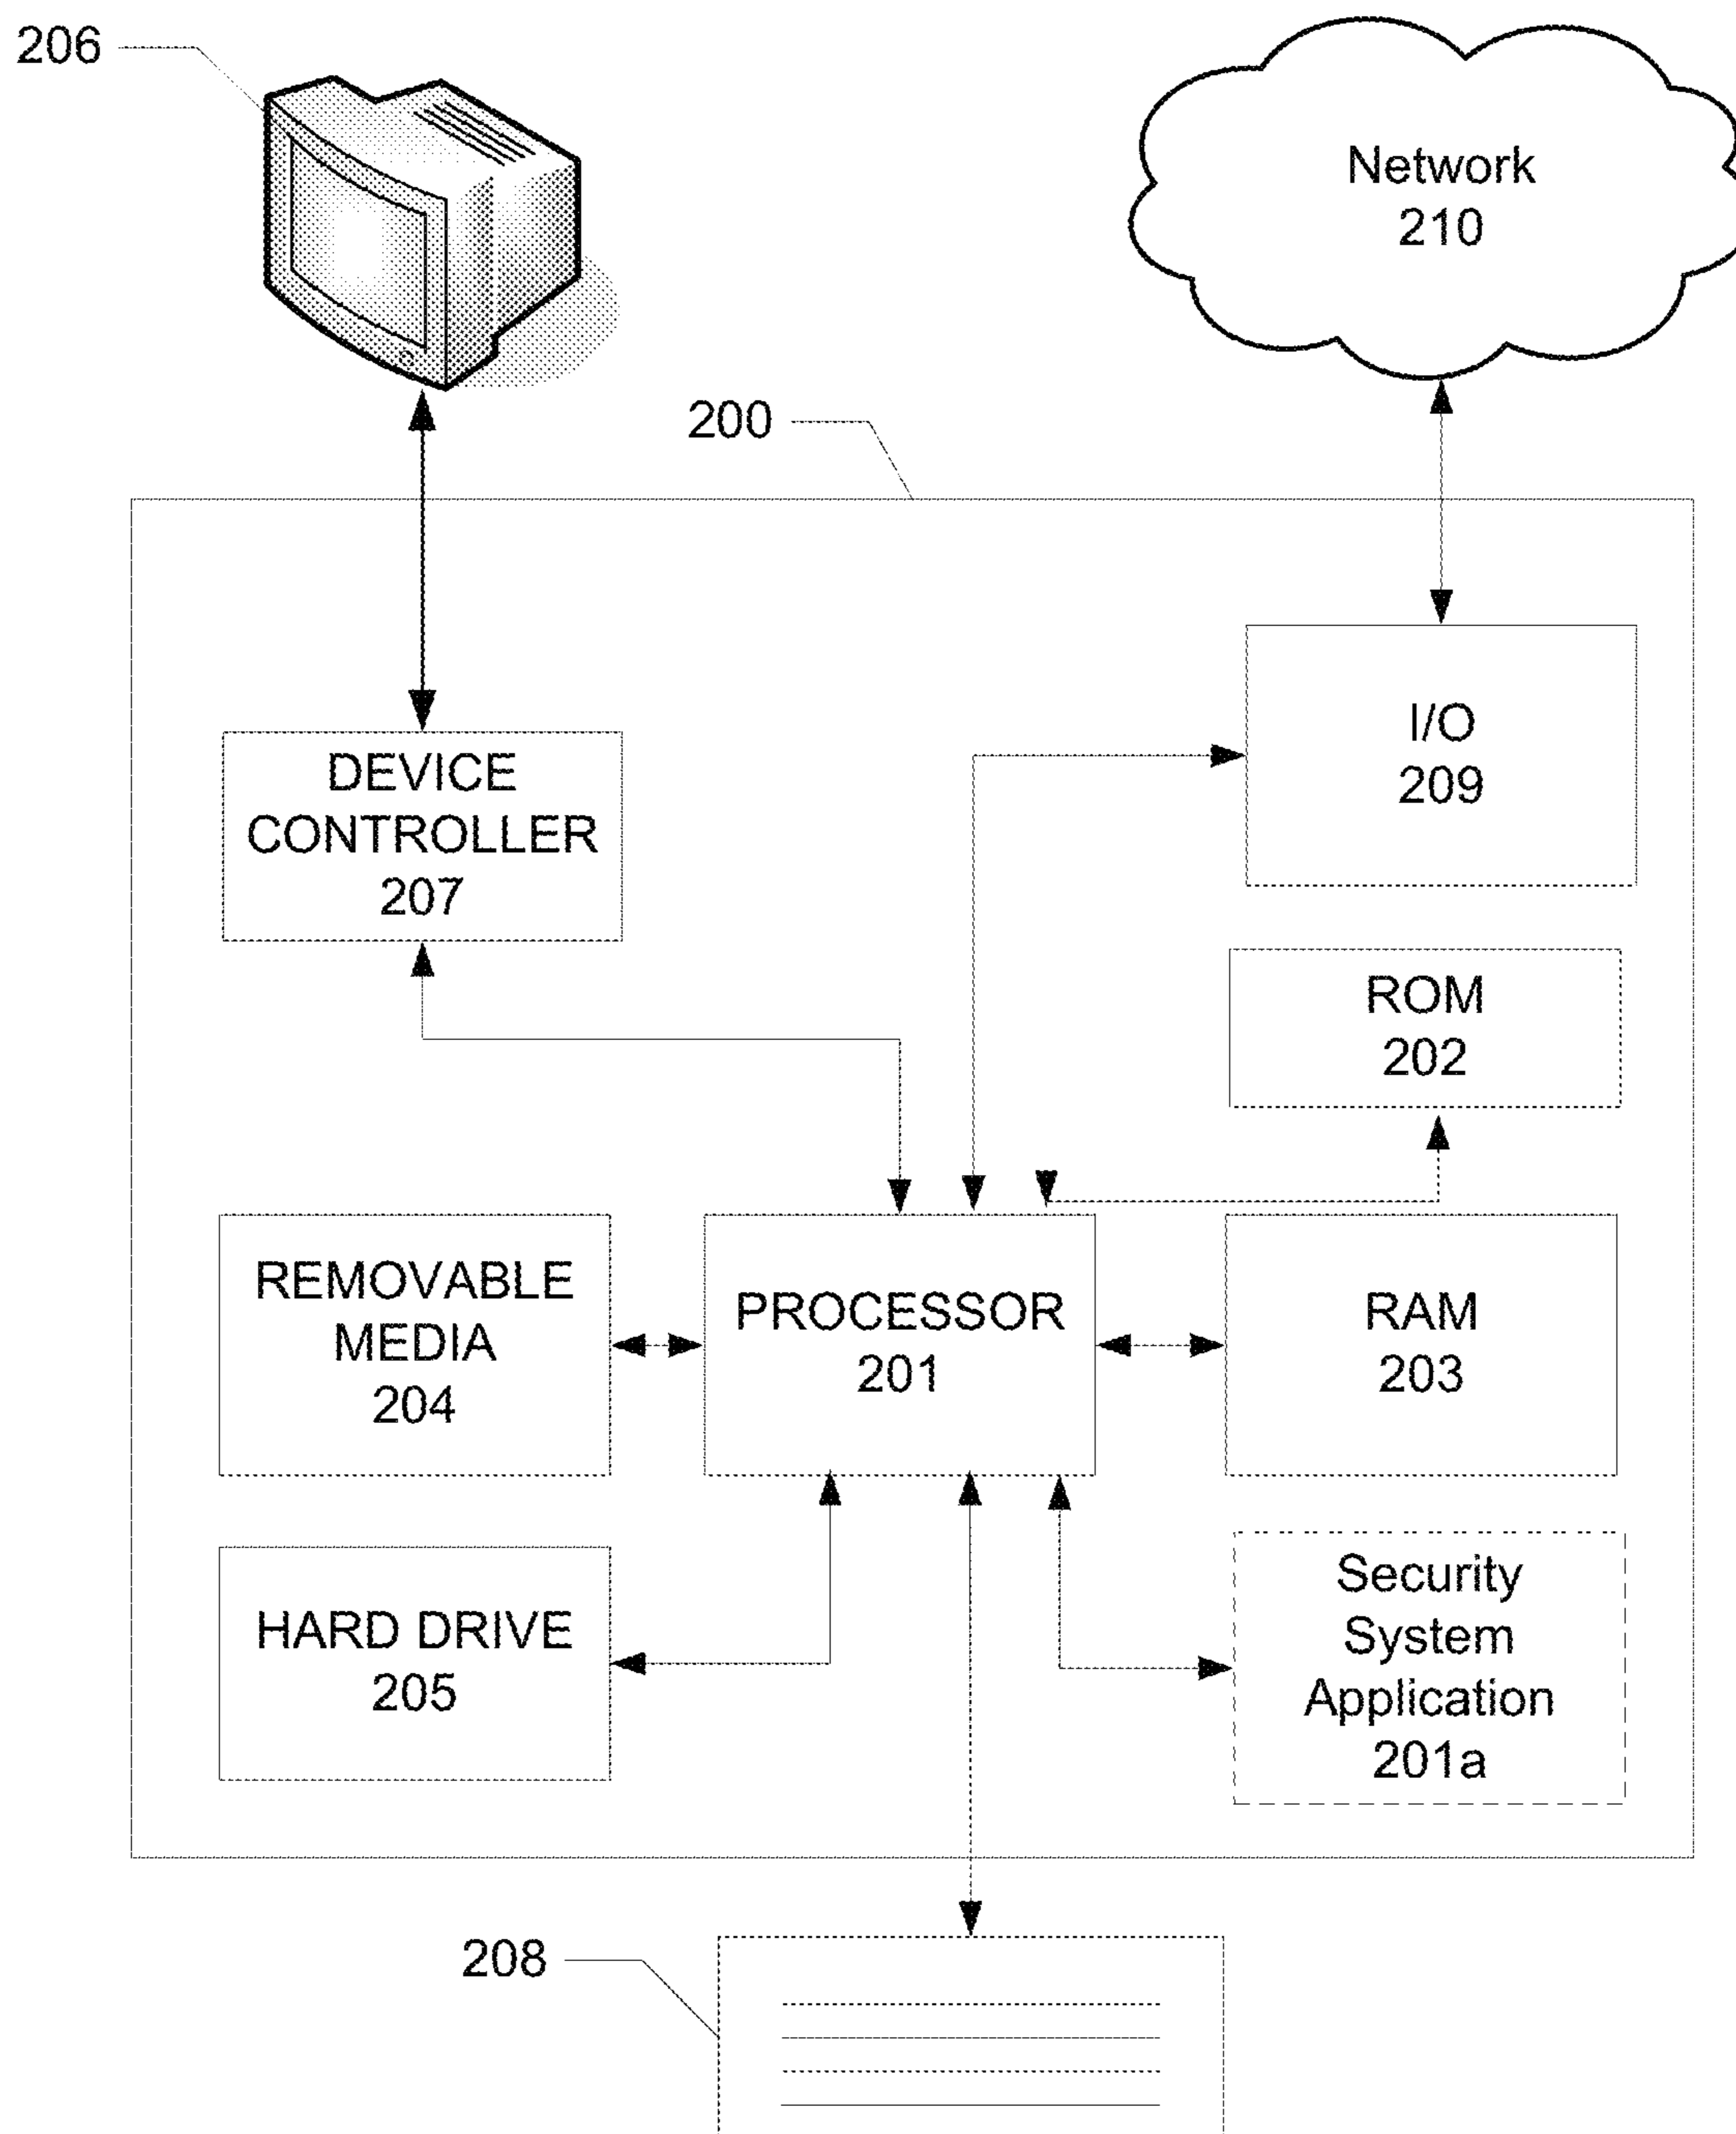 206
Network
210
200
DEVICE
CONTROLLER
207
I/O
209
ROM
202
REMOVABLE
MEDIA
204
PROCESSOR
201
RAM
203
HARD DRIVE
205
Security
System
Application
201a
208